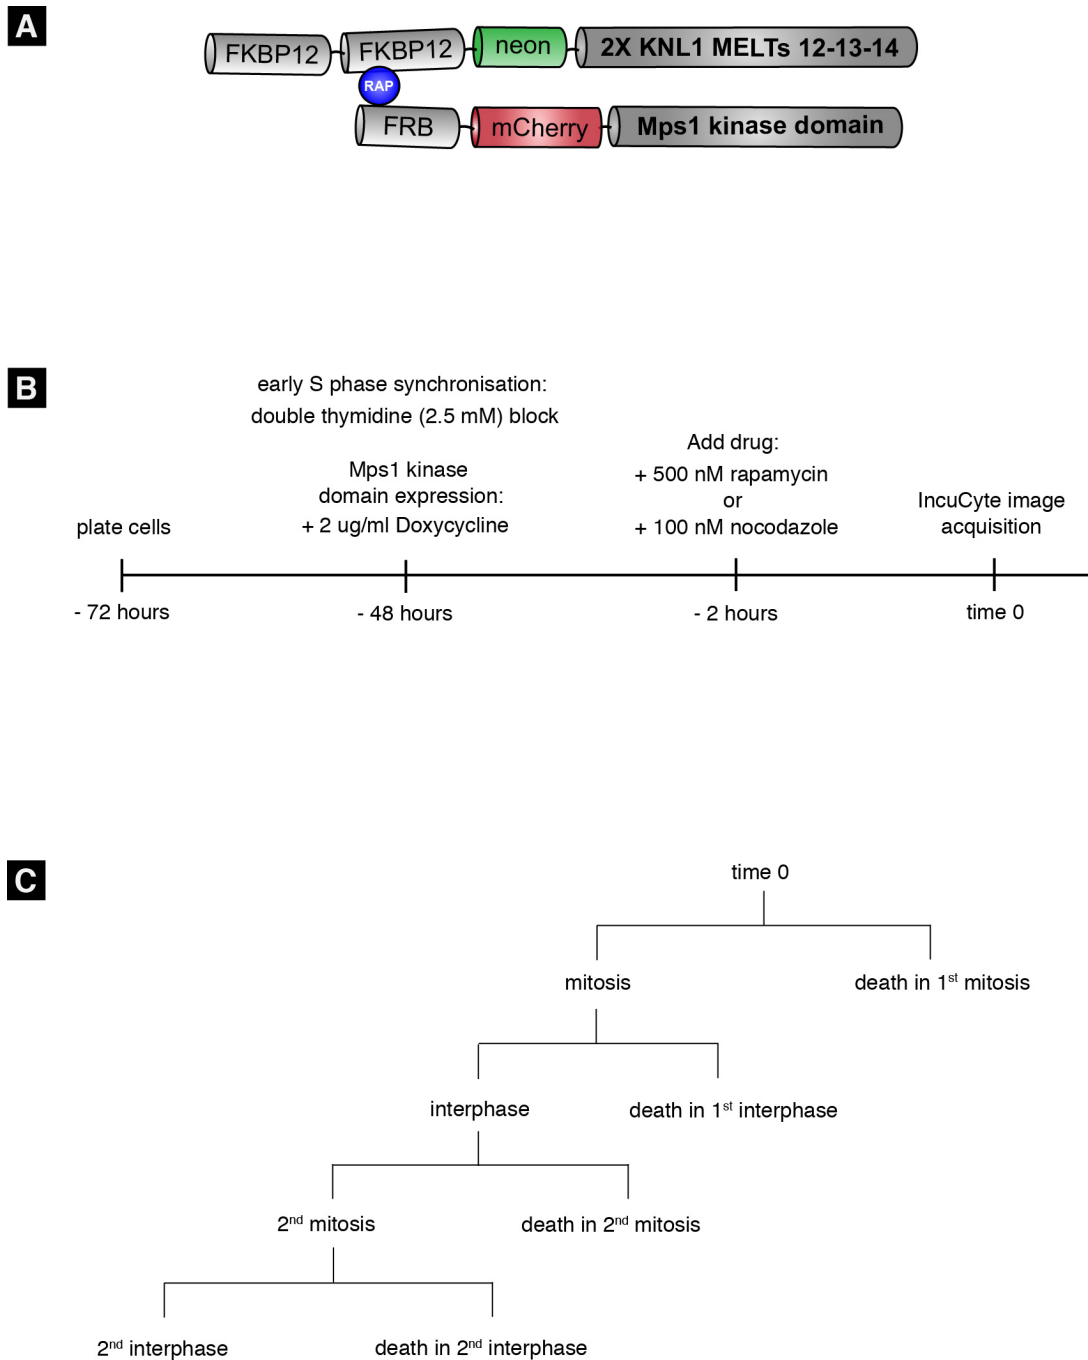 A
FKBP12
FKBP12
neon
2X KNL1 MELTs 12-13-14
RAP
FRB
mCherry
Mps1 kinase domain
B
early S phase synchronisation:
double thymidine (2.5 mM) block
Mps1 kinase
domain expression:
+ 2 ug/ml Doxycycline
Add drug:
+ 500 nM rapamycin
or
+ 100 nM nocodazole
IncuCyte image
acquisition
plate cells
- 72 hours
- 48 hours
- 2 hours
time 0
C
time 0
mitosis
death in 1st mitosis
interphase
death in 1st interphase
2nd mitosis
death in 2nd mitosis
2nd interphase
death in 2nd interphase